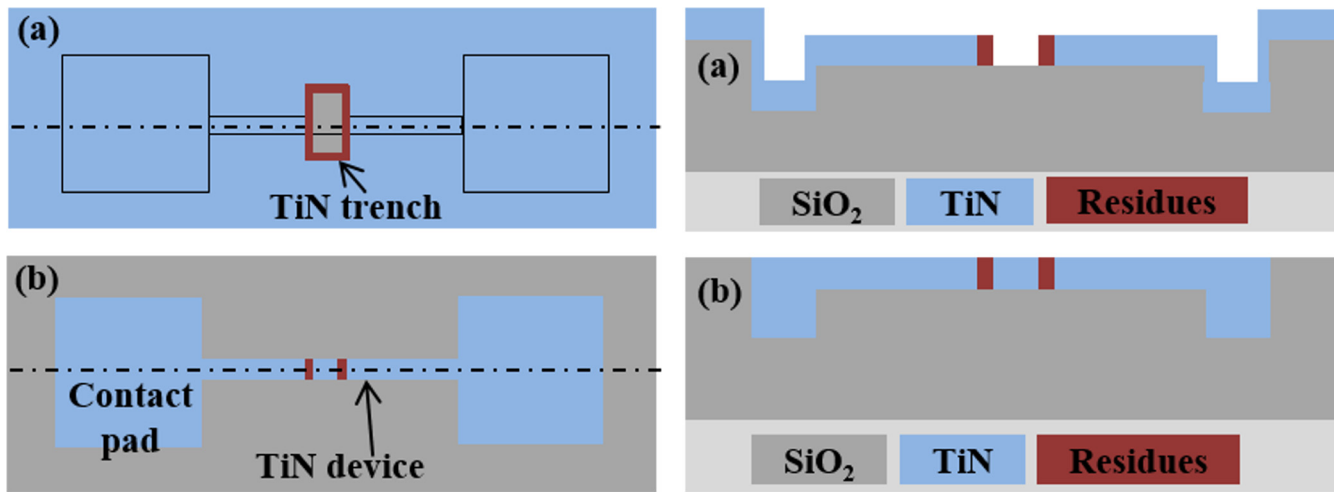 (a)
TiN trench
(b)
Contact
pad
TiN device
(a)
SiO₂
TiN
Residues
(b)
SiO₂
TiN
Residues